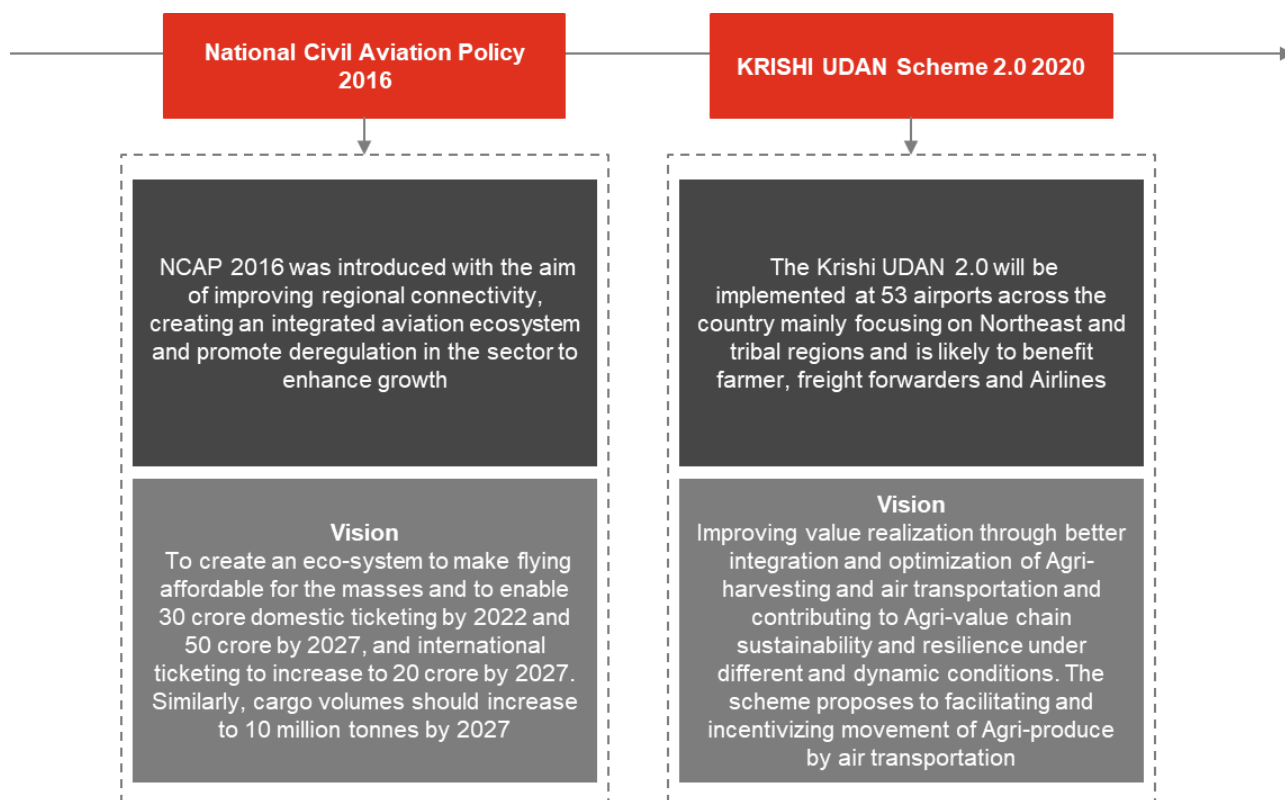 National Civil Aviation Policy
2016
KRISHI UDAN Scheme 2.0 2020
NCAP 2016 was introduced with the aim
of improving regional connectivity,
creating an integrated aviation ecosystem
and promote deregulation in the sector to
enhance growth
The Krishi UDAN 2.0 will be
implemented at 53 airports across the
country mainly focusing on Northeast and
tribal regions and is likely to benefit
farmer, freight forwarders and Airlines
Vision
To create an eco-system to make flying
affordable for the masses and to enable
30 crore domestic ticketing by 2022 and
50 crore by 2027, and international
ticketing to increase to 20 crore by 2027.
Similarly, cargo volumes should increase
to 10 million tonnes by 2027
Vision
Improving value realization through better
integration and optimization of Agri-
harvesting and air transportation and
contributing to Agri-value chain
sustainability and resilience under
different and dynamic conditions. The
scheme proposes to facilitating and
incentivizing movement of Agri-produce
by air transportation